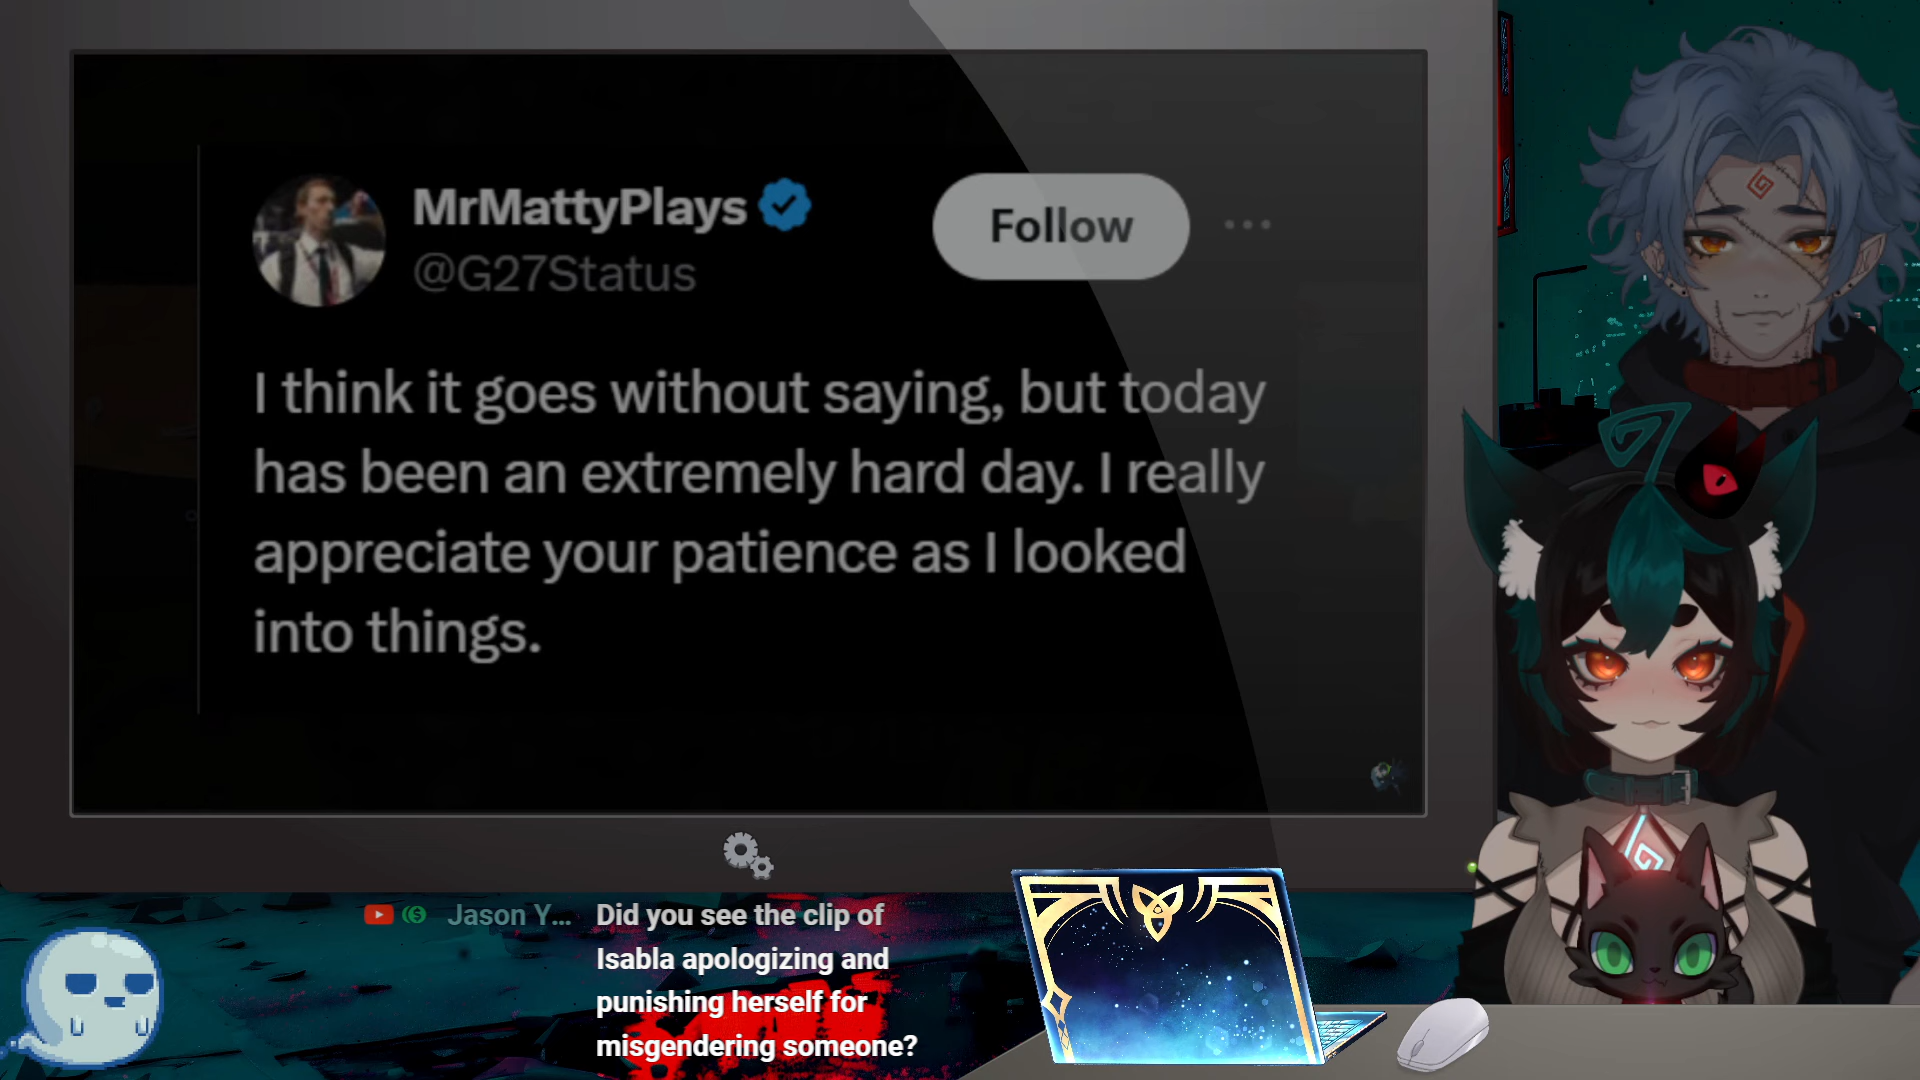 MrMattyPlays
@G27Status
Follow
I think it goes without saying, but today
has been an extremely hard day. I really
appreciate your patience as I looked
into things.
Jason Y... Did you see the clip of
Isabla apologizing and
punishing herself for
misgendering someone?